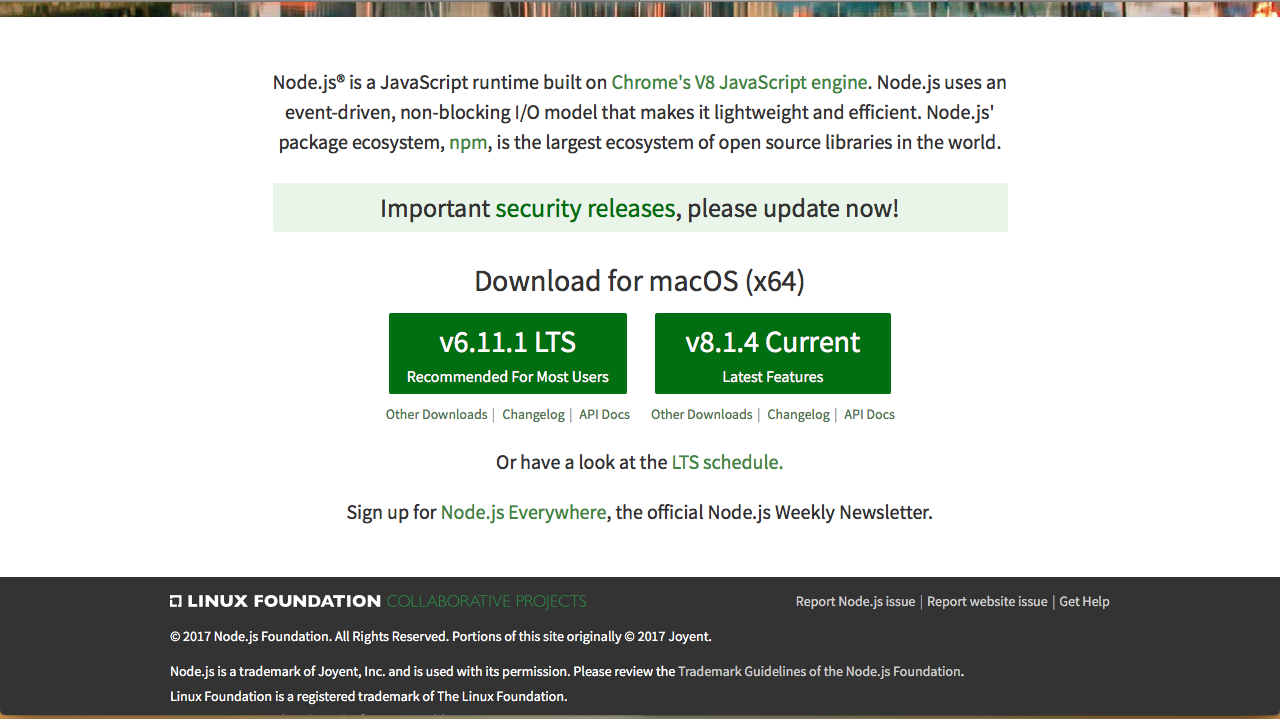 Node.js® is a JavaScript runtime built on Chrome's V8 JavaScript engine. Node.js uses an
event-driven, non-blocking I/O model that makes it lightweight and efficient. Node.js'
package ecosystem, npm, is the largest ecosystem of open source libraries in the world.
Important security releases, please update now!
Download for macOS (x64)
v6.11.1 LTS
Recommended For Most Users
v8.1.4 Current
Latest Features
Other Downloads | Changelog | API Docs
Other Downloads | Changelog | API Docs
Or have a look at the LTS schedule.
Sign up for Node.js Everywhere, the official Node.js Weekly Newsletter.
LINUX FOUNDATION COLLABORATIVE PROJECTS
Report Node.js issue | Report website issue | Get Help
© 2017 Node.js Foundation. All Rights Reserved. Portions of this site originally © 2017 Joyent.
Node.js is a trademark of Joyent, Inc. and is used with its permission. Please review the Trademark Guidelines of the Node.js Foundation.
Linux Foundation is a registered trademark of The Linux Foundation.